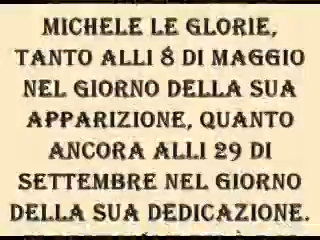 MICHELE LE GLORIE,
TANTO ALLI 8 DI MAGGIO
NEL GIORNO DELLA SUA
APPARIZIONE, QUANTO
ANCORA ALLI 29 DI
SETTEMBRE NEL GIORNO
DELLA SUA DEDICAZIONE.